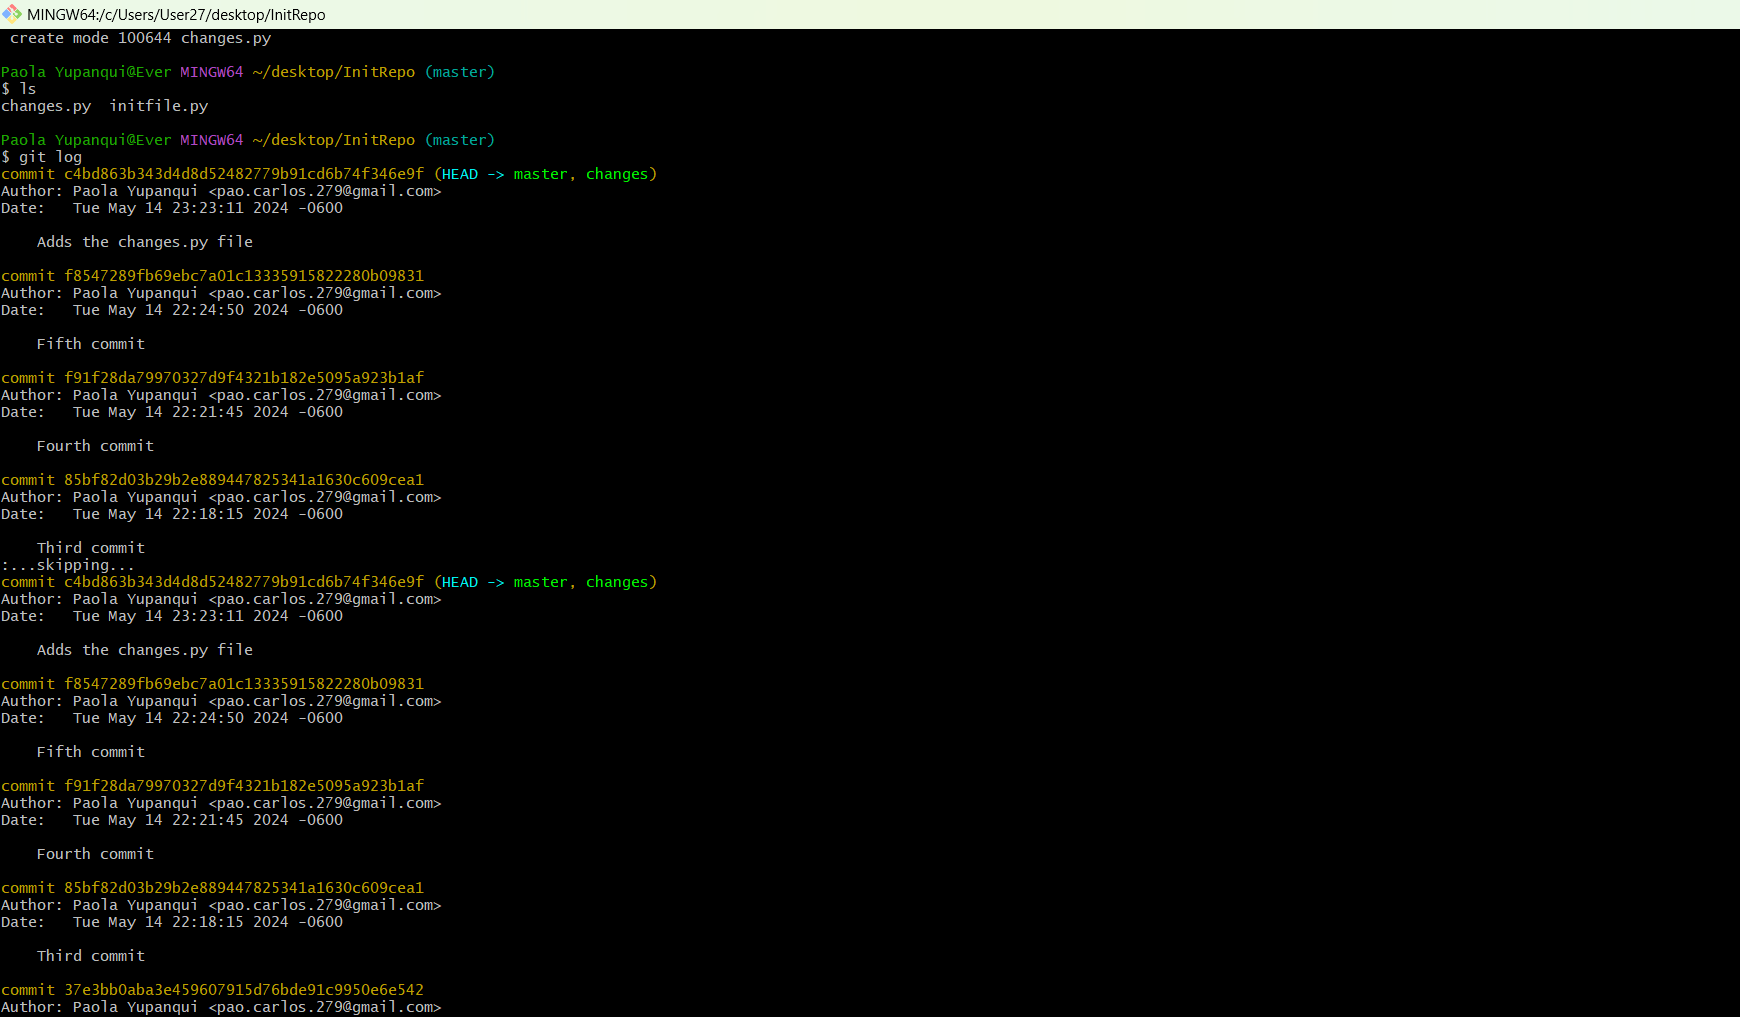 MINGW64:/c/Users/User27/desktop/InitRepo
create mode 100644 changes.py
Paola Yupanqui@Ever MINGW64 ~/desktop/InitRepo (master)
$ ls
changes.py  initfile.py
Paola Yupanqui@Ever MINGW64 ~/desktop/InitRepo (master)
$ git log
commit c4bd863b343d4d8d52482779b91cd6b74f346e9f (HEAD -> master, changes)
Author: Paola Yupanqui <pao.carlos.279@gmail.com>
Date:   Tue May 14 23:23:11 2024 -0600
Adds the changes.py file
commit f8547289fb69ebc7a01c13335915822280b09831
Author: Paola Yupanqui <pao.carlos.279@gmail.com>
Date:   Tue May 14 22:24:50 2024 -0600
Fifth commit
commit f91f28da79970327d9f4321b182e5095a923b1af
Author: Paola Yupanqui <pao.carlos.279@gmail.com>
Date:   Tue May 14 22:21:45 2024 -0600
Fourth commit
commit 85bf82d03b29b2e889447825341a1630c609cea1
Author: Paola Yupanqui <pao.carlos.279@gmail.com>
Date:   Tue May 14 22:18:15 2024 -0600
Third commit
:...skipping...
commit c4bd863b343d4d8d52482779b91cd6b74f346e9f (HEAD -> master, changes)
Author: Paola Yupanqui <pao.carlos.279@gmail.com>
Date:   Tue May 14 23:23:11 2024 -0600
Adds the changes.py file
commit f8547289fb69ebc7a01c13335915822280b09831
Author: Paola Yupanqui <pao.carlos.279@gmail.com>
Date:   Tue May 14 22:24:50 2024 -0600
Fifth commit
commit f91f28da79970327d9f4321b182e5095a923b1af
Author: Paola Yupanqui <pao.carlos.279@gmail.com>
Date:   Tue May 14 22:21:45 2024 -0600
Fourth commit
commit 85bf82d03b29b2e889447825341a1630c609cea1
Author: Paola Yupanqui <pao.carlos.279@gmail.com>
Date:   Tue May 14 22:18:15 2024 -0600
Third commit
commit 37e3bb0aba3e459607915d76bde91c9950e6e542
Author: Paola Yupanqui <pao.carlos.279@gmail.com>